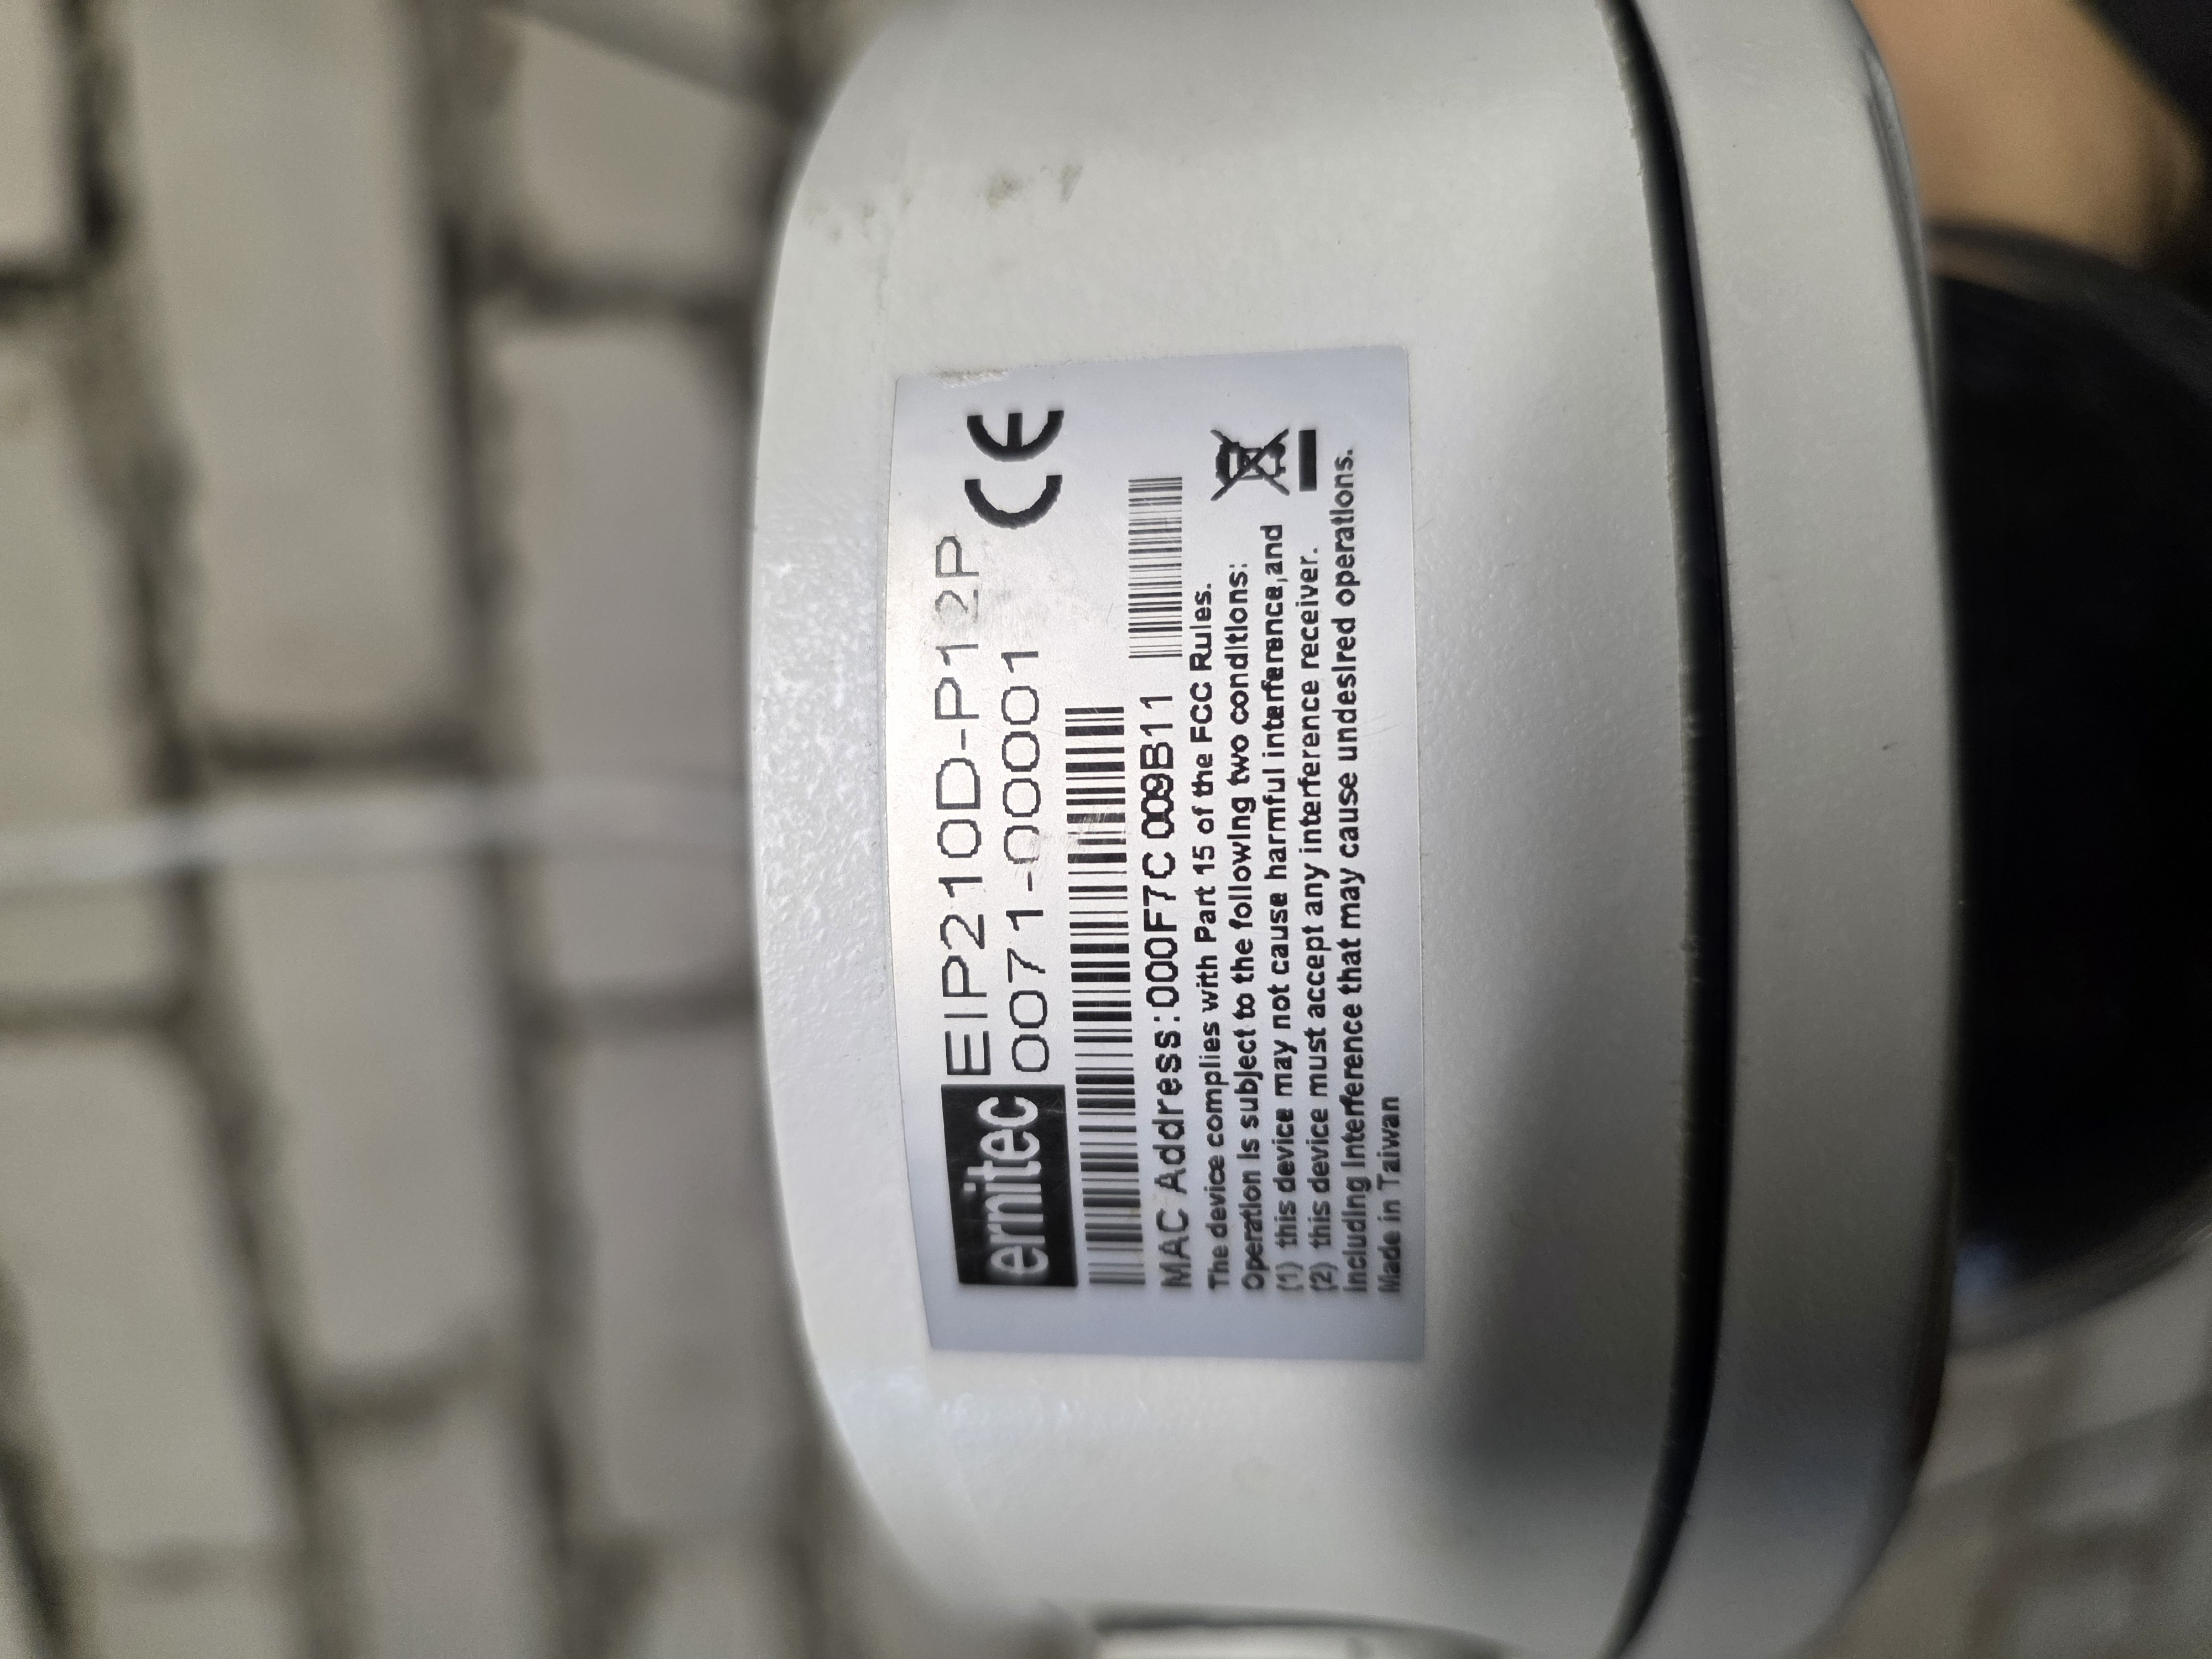 ernitec
EIP210D-P12P
0071-00001
CE
MAC Address:000F7C 009B11
The device complies with Part 15 of the FCC Rules.
Operation is subject to the following two conditions:
(1) this device may not cause harmful interference,and
(2) this device must accept any interference receiver.
including interference that may cause undesired operations.
Made in Taiwan